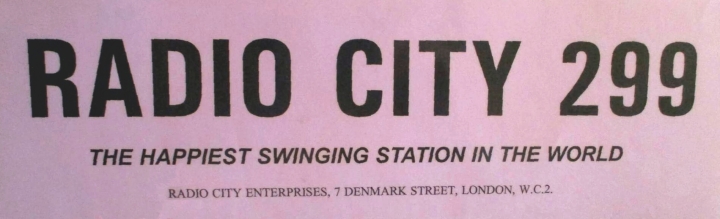 RADIO CITY 299
THE HAPPIEST SWINGING STATION IN THE WORLD
RADIO CITY ENTERPRISES, 7 DENMARK STREET, LONDON, W.C.2.